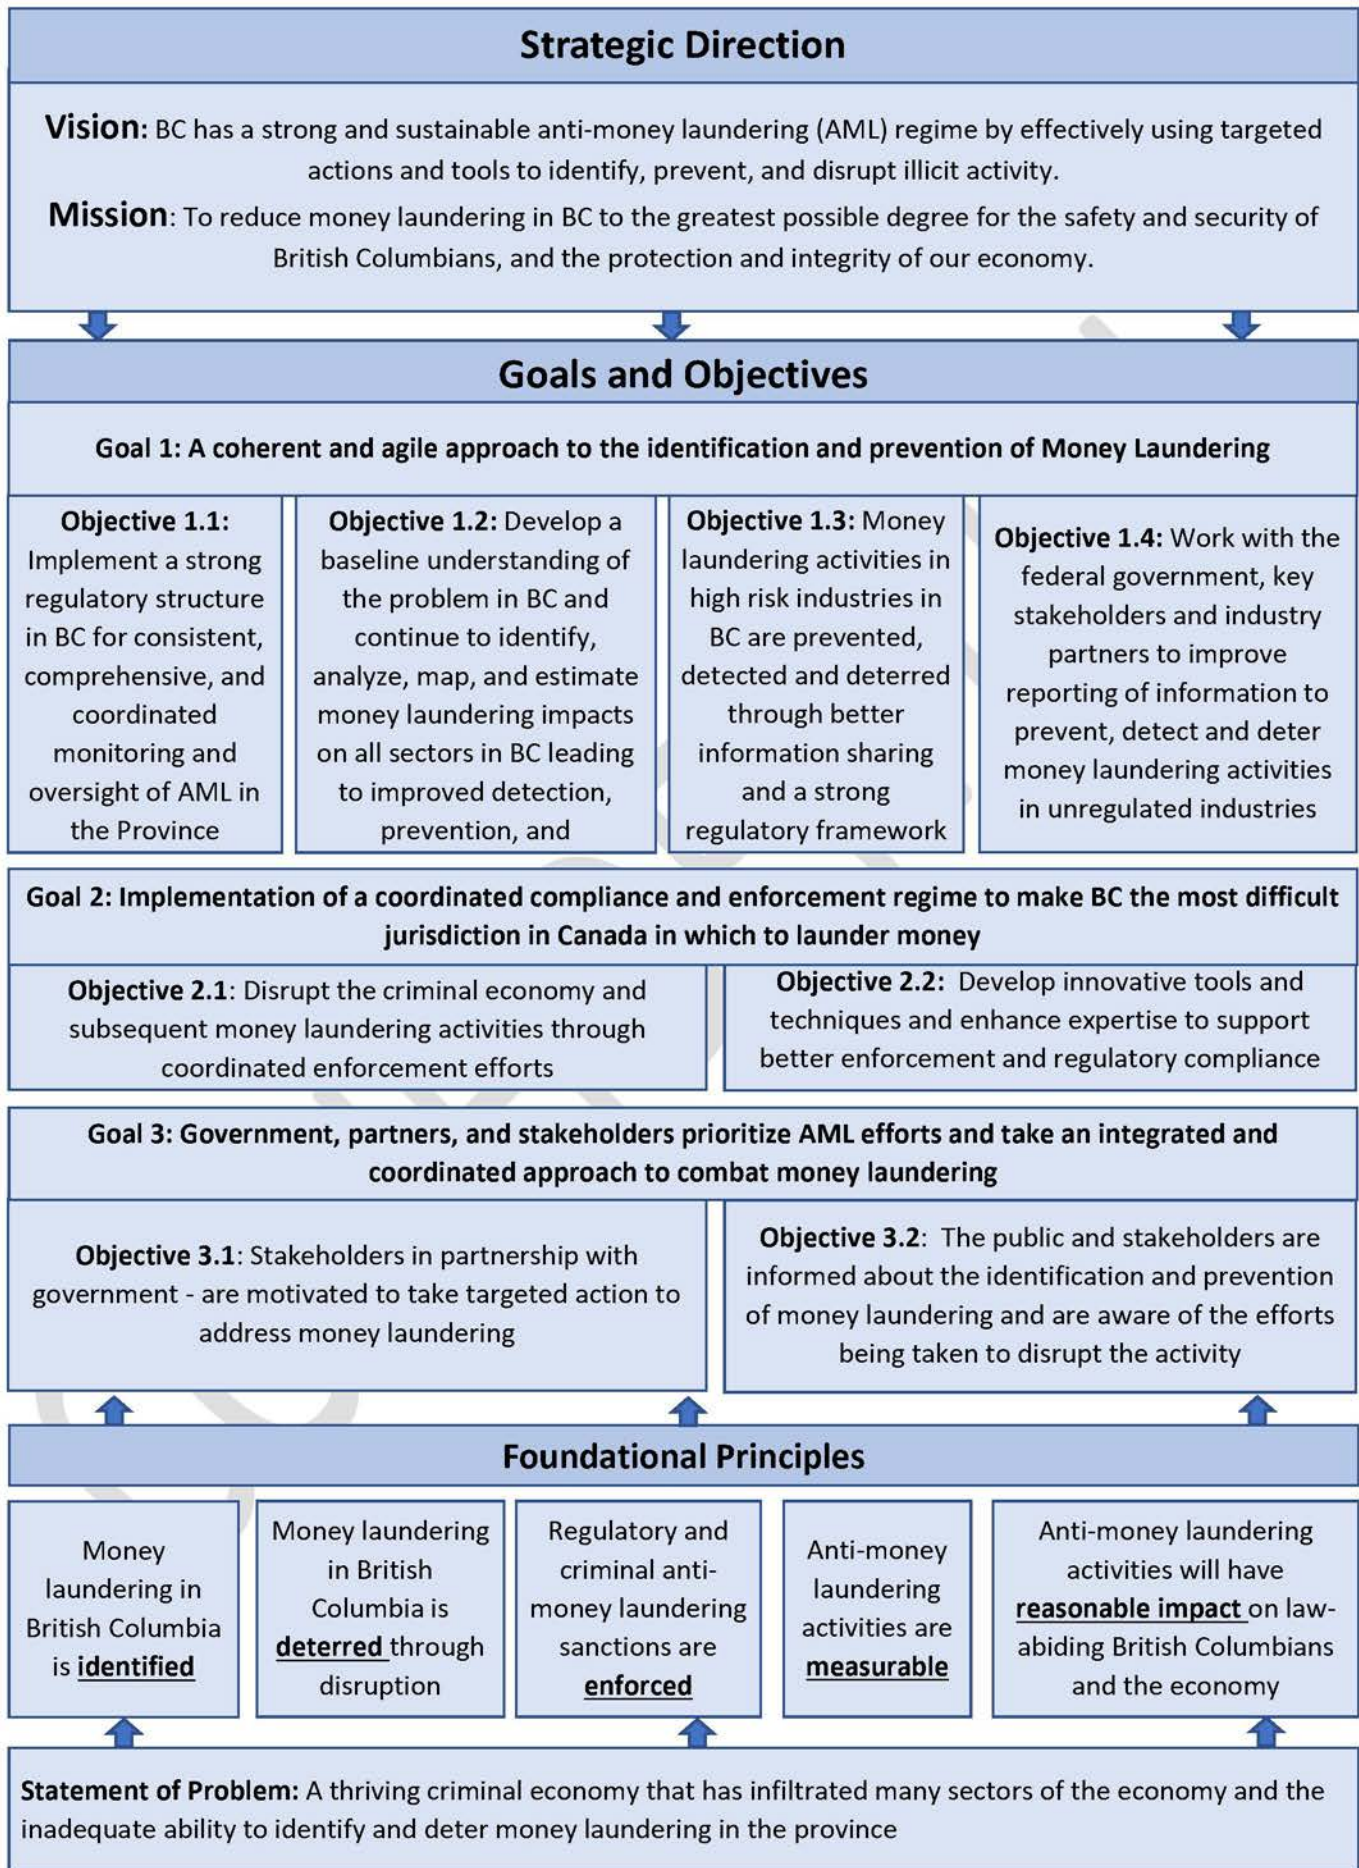 Strategic Direction
Vision: BC has a strong and sustainable anti-money laundering (AML) regime by effectively using targeted
actions and tools to identify, prevent, and disrupt illicit activity.
Mission: To reduce money laundering in BC to the greatest possible degree for the safety and security of
British Columbians, and the protection and integrity of our economy.
Goals and Objectives
Goal 1: A coherent and agile approach to the identification and prevention of Money Laundering
Objective 1.1:
Implement a strong
regulatory structure
in BC for consistent,
comprehensive, and
coordinated
monitoring and
oversight of AML in
the Province
Objective 1.2: Develop a
baseline understanding of
the problem in BC and
continue to identify,
analyze, map, and estimate
money laundering impacts
on all sectors in BC leading
to improved detection,
prevention, and
Objective 1.3: Money
laundering activities in
high risk industries in
BC are prevented,
detected and deterred
through better
information sharing
and a strong
regulatory framework
Objective 1.4: Work with the
federal government, key
stakeholders and industry
partners to improve
reporting of information to
prevent, detect and deter
money laundering activities
in unregulated industries
Goal 2: Implementation of a coordinated compliance and enforcement regime to make BC the most difficult
jurisdiction in Canada in which to launder money
Objective 2.1: Disrupt the criminal economy and
subsequent money laundering activities through
coordinated enforcement efforts
Objective 2.2: Develop innovative tools and
techniques and enhance expertise to support
better enforcement and regulatory compliance
Goal 3: Government, partners, and stakeholders prioritize AML efforts and take an integrated and
coordinated approach to combat money laundering
Objective 3.1: Stakeholders in partnership with
government - are motivated to take targeted action to
address money laundering
Objective 3.2: The public and stakeholders are
informed about the identification and prevention
of money laundering and are aware of the efforts
being taken to disrupt the activity
Foundational Principles
Money
laundering in
British Columbia
is identified
Money laundering
in British
Columbia is
deterred through
disruption
Regulatory and
criminal anti-
money laundering
sanctions are
enforced
Anti-money
laundering
activities are
measurable
Anti-money laundering
activities will have
reasonable impact on law-
abiding British Columbians
and the economy
Statement of Problem: A thriving criminal economy that has infiltrated many sectors of the economy and the
inadequate ability to identify and deter money laundering in the province